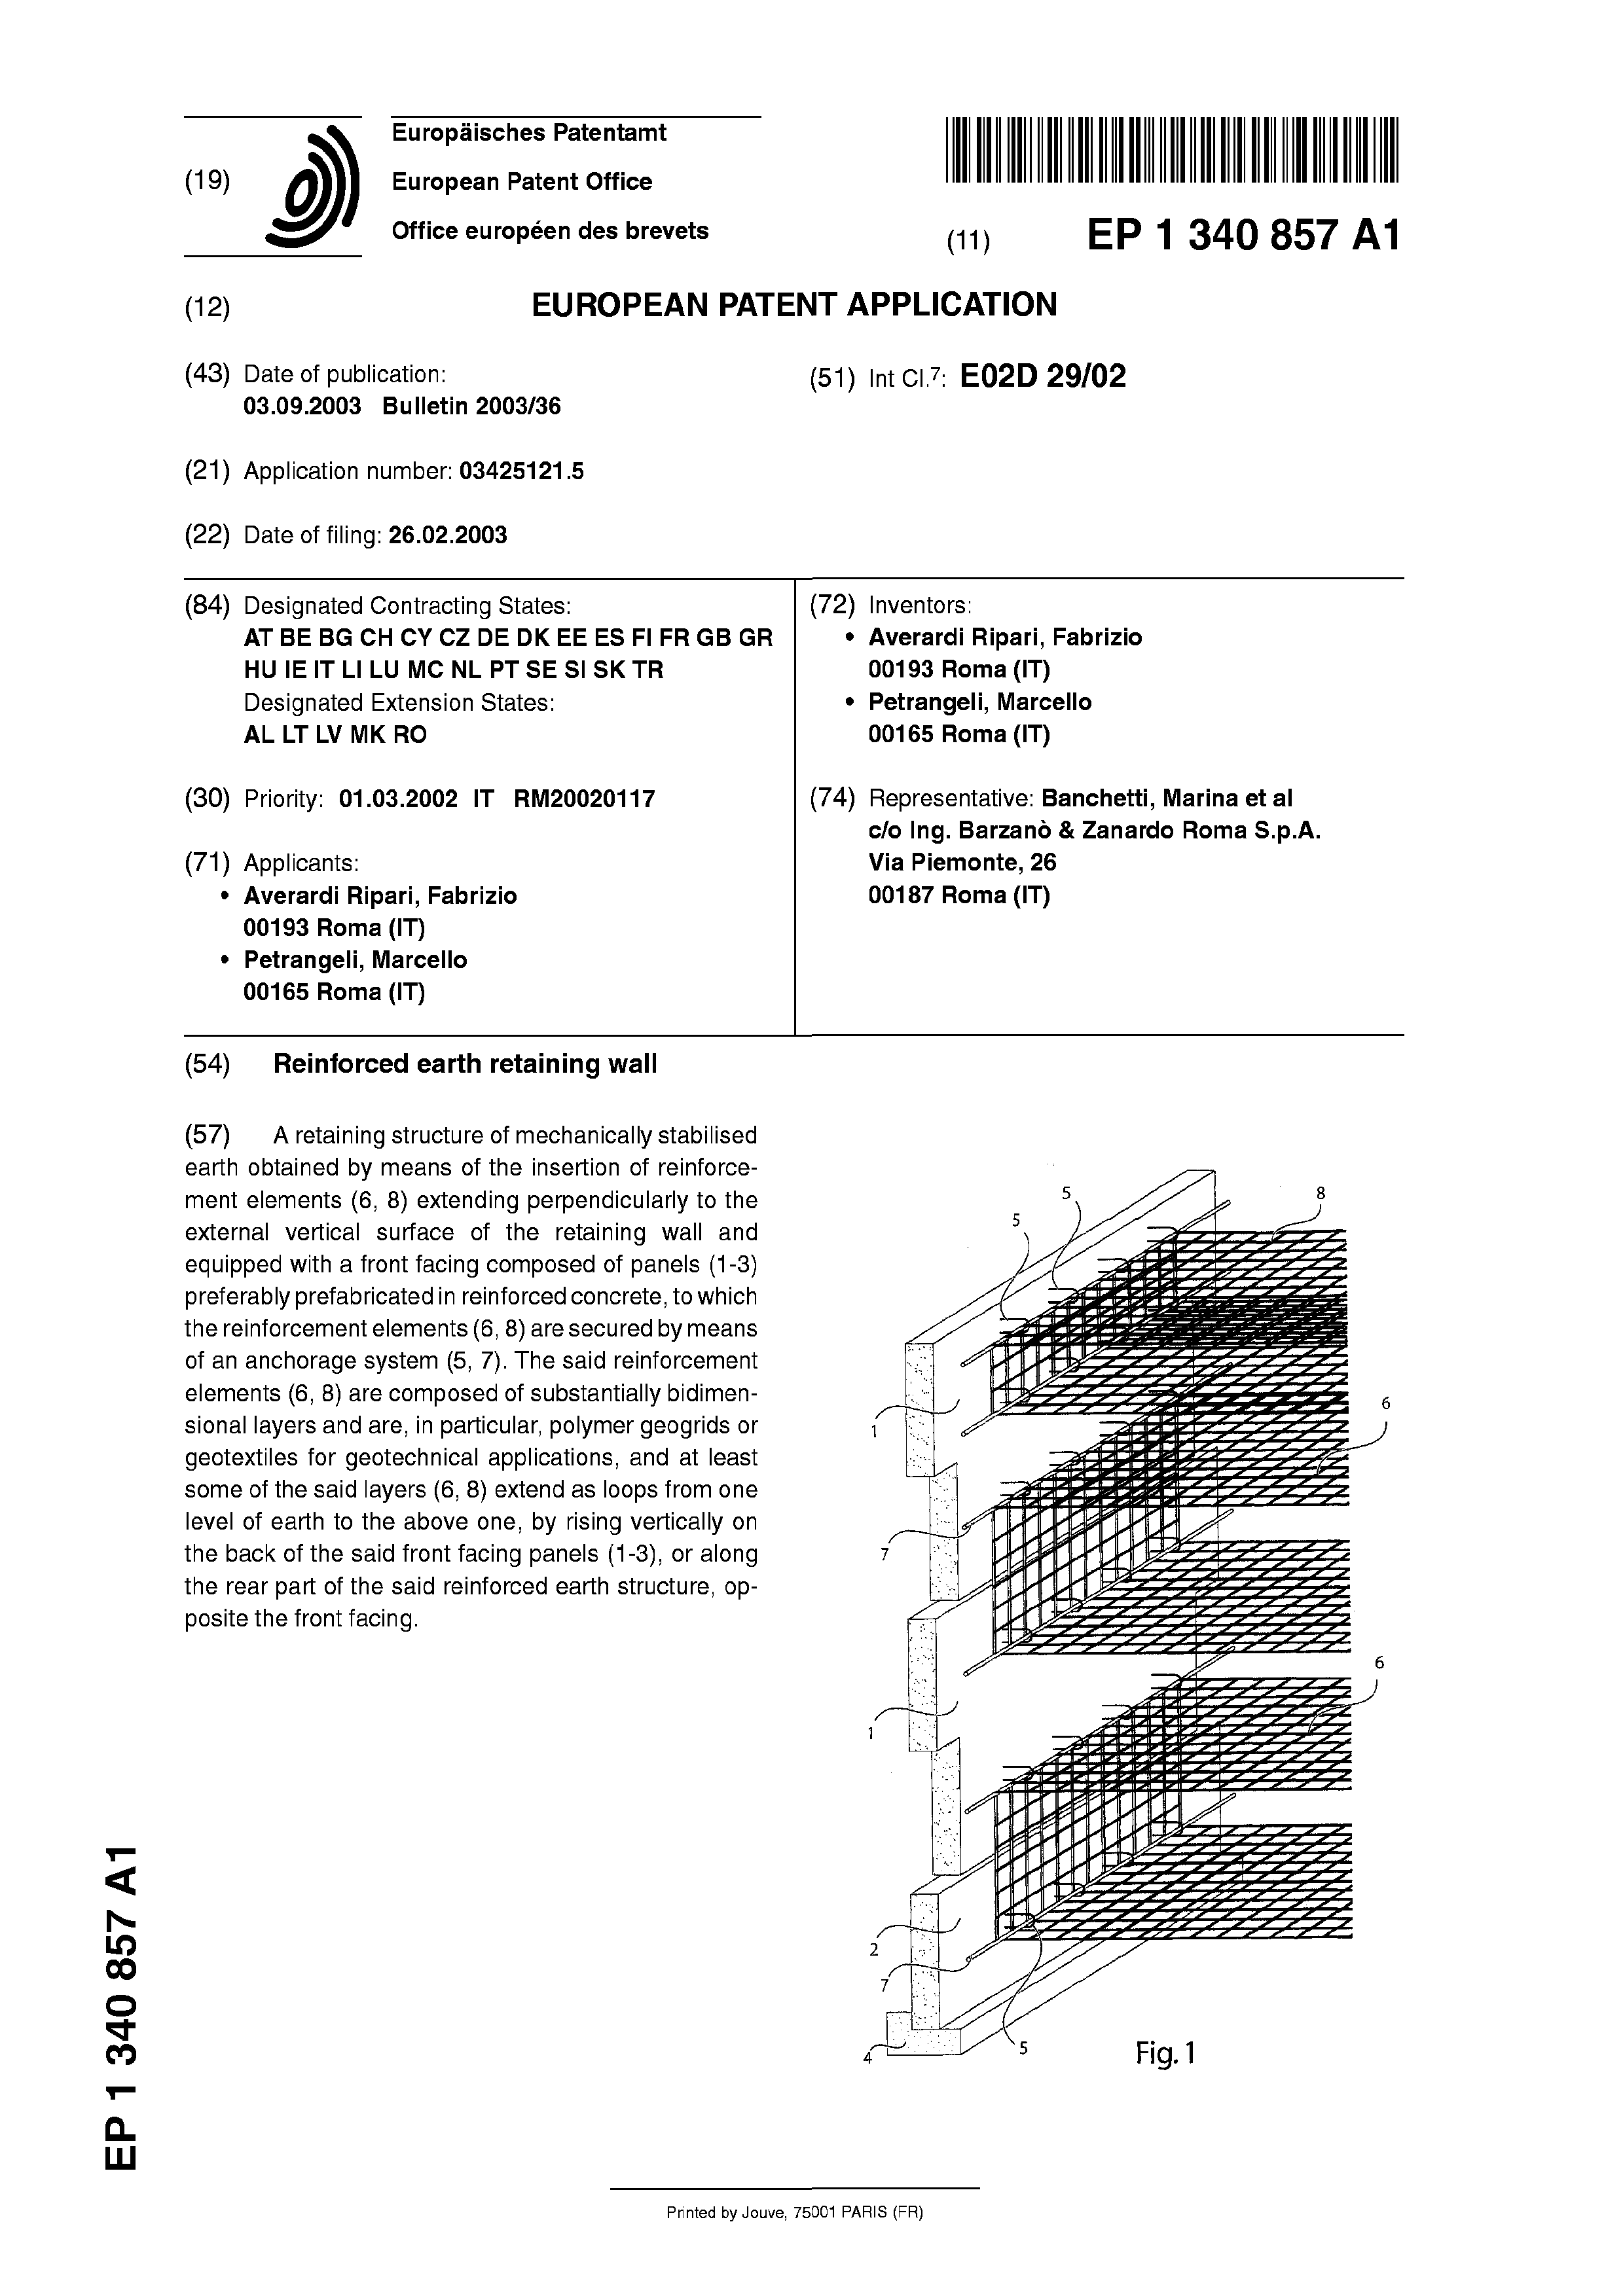 (19)
Europäisches Patentamt
European Patent Office
Office européen des brevets
(11) EP 1 340 857 A1
(12) EUROPEAN PATENT APPLICATION
(43) Date of publication:
03.09.2003 Bulletin 2003/36
(51) Int Cl.7: E02D 29/02
(21) Application number: 03425121.5
(22) Date of filing: 26.02.2003
(84) Designated Contracting States:
AT BE BG CH CY CZ DE DK EE ES FI FR GB GR
HU IE IT LI LU MC NL PT SE SI SK TR
Designated Extension States:
AL LT LV MK RO
(30) Priority: 01.03.2002 IT RM20020117
(71) Applicants:
• Averardi Ripari, Fabrizio
00193 Roma (IT)
• Petrangeli, Marcello
00165 Roma (IT)
(72) Inventors:
• Averardi Ripari, Fabrizio
00193 Roma (IT)
• Petrangeli, Marcello
00165 Roma (IT)
(74) Representative: Banchetti, Marina et al
c/o Ing. Barzanò & Zanardo Roma S.p.A.
Via Piemonte, 26
00187 Roma (IT)
(54) Reinforced earth retaining wall
(57) A retaining structure of mechanically stabilised
earth obtained by means of the insertion of reinforce-
ment elements (6, 8) extending perpendicularly to the
external vertical surface of the retaining wall and
equipped with a front facing composed of panels (1-3)
preferably prefabricated in reinforced concrete, to which
the reinforcement elements (6, 8) are secured by means
of an anchorage system (5, 7). The said reinforcement
elements (6, 8) are composed of substantially bidimen-
sional layers and are, in particular, polymer geogrids or
geotextiles for geotechnical applications, and at least
some of the said layers (6, 8) extend as loops from one
level of earth to the above one, by rising vertically on
the back of the said front facing panels (1-3), or along
the rear part of the said reinforced earth structure, op-
posite the front facing.
5
8
5
6
1
7
6
1
2
7
5
4
Fig. 1
EP 1 340 857 A1
Printed by Jouve, 75001 PARIS (FR)